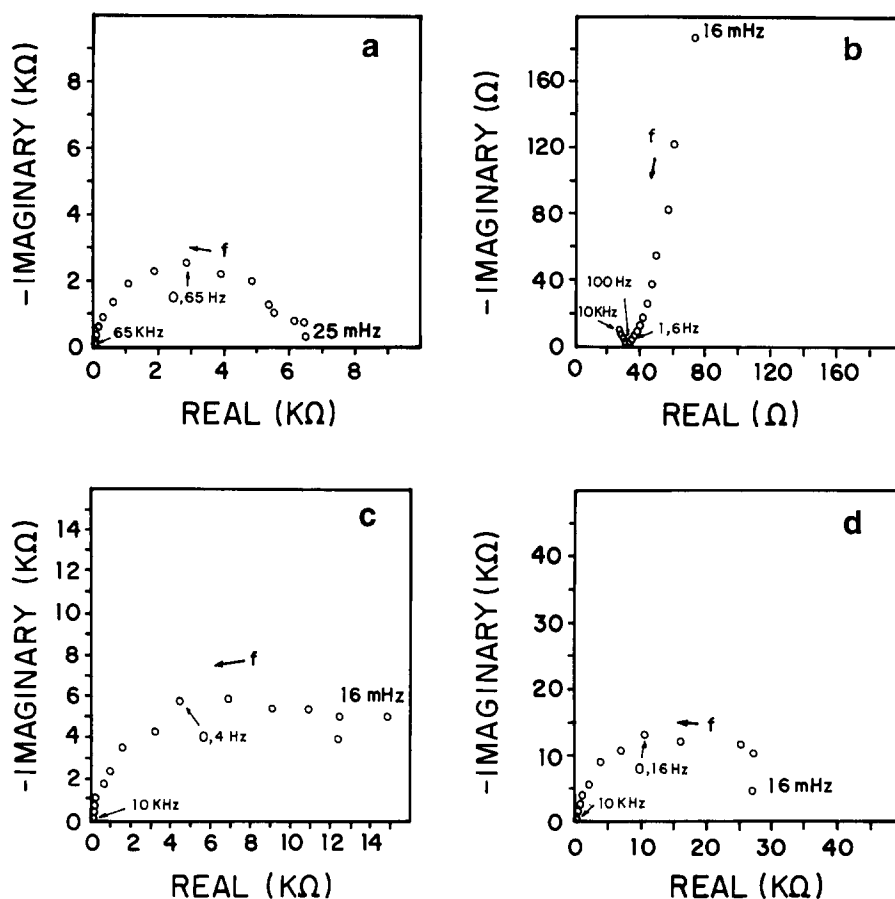 a
-IMAGINARY (KΩ)
8
6
4
2
0
f
0,65 Hz
65 KHz
25 mHz
0 2 4 6 8
REAL (KΩ)
b
-IMAGINARY (Ω)
160
120
80
40
0
16 mHz
f
100 Hz
10 KHz
1,6 Hz
0 40 80 120 160
REAL (Ω)
c
-IMAGINARY (KΩ)
14
12
10
8
6
4
2
0
f
16 mHz
0,4 Hz
10 KHz
0 2 4 6 8 10 12 14
REAL (KΩ)
d
-IMAGINARY (KΩ)
40
30
20
10
0
f
0,16 Hz
16 mHz
10 KHz
0 10 20 30 40
REAL (KΩ)